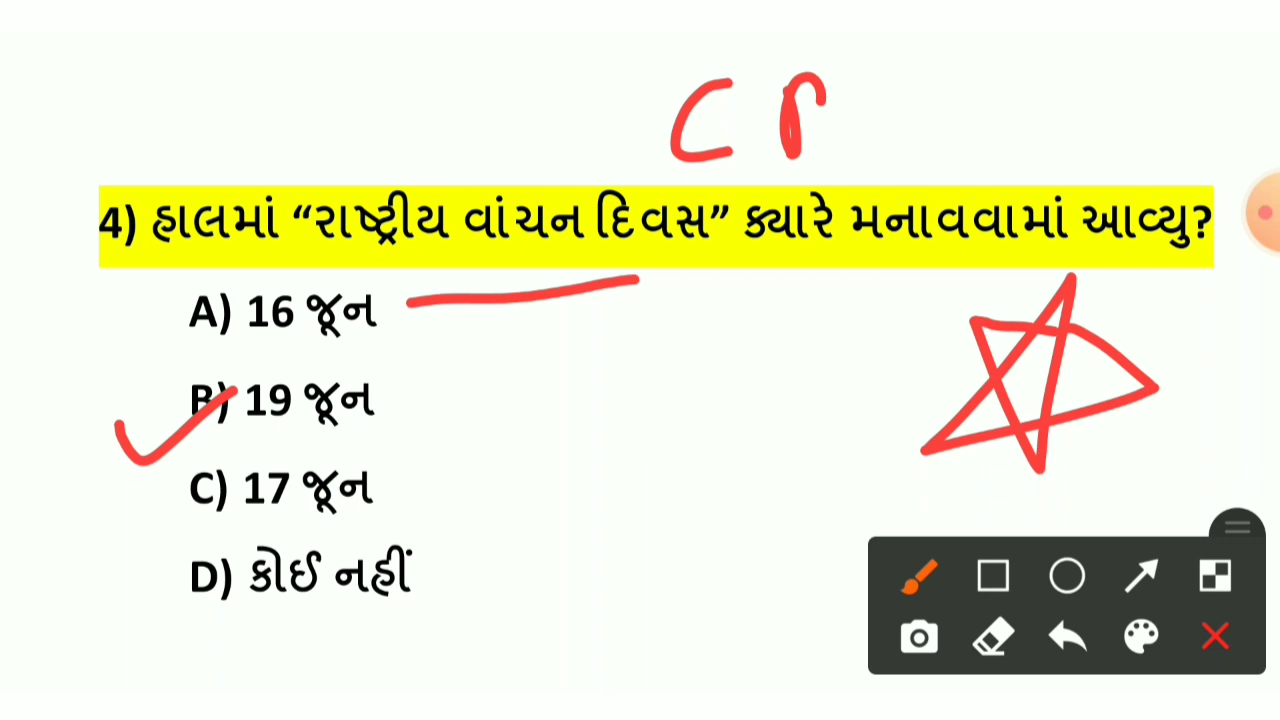 C P
4) હાલમાં “રાષ્ટ્રીય વાંચન દિવસ” ક્યારે મનાવવામાં આવ્યુ?
A) 16 જૂન
B) 19 જૂન
C) 17 જૂન
D) કોઈ નહીં